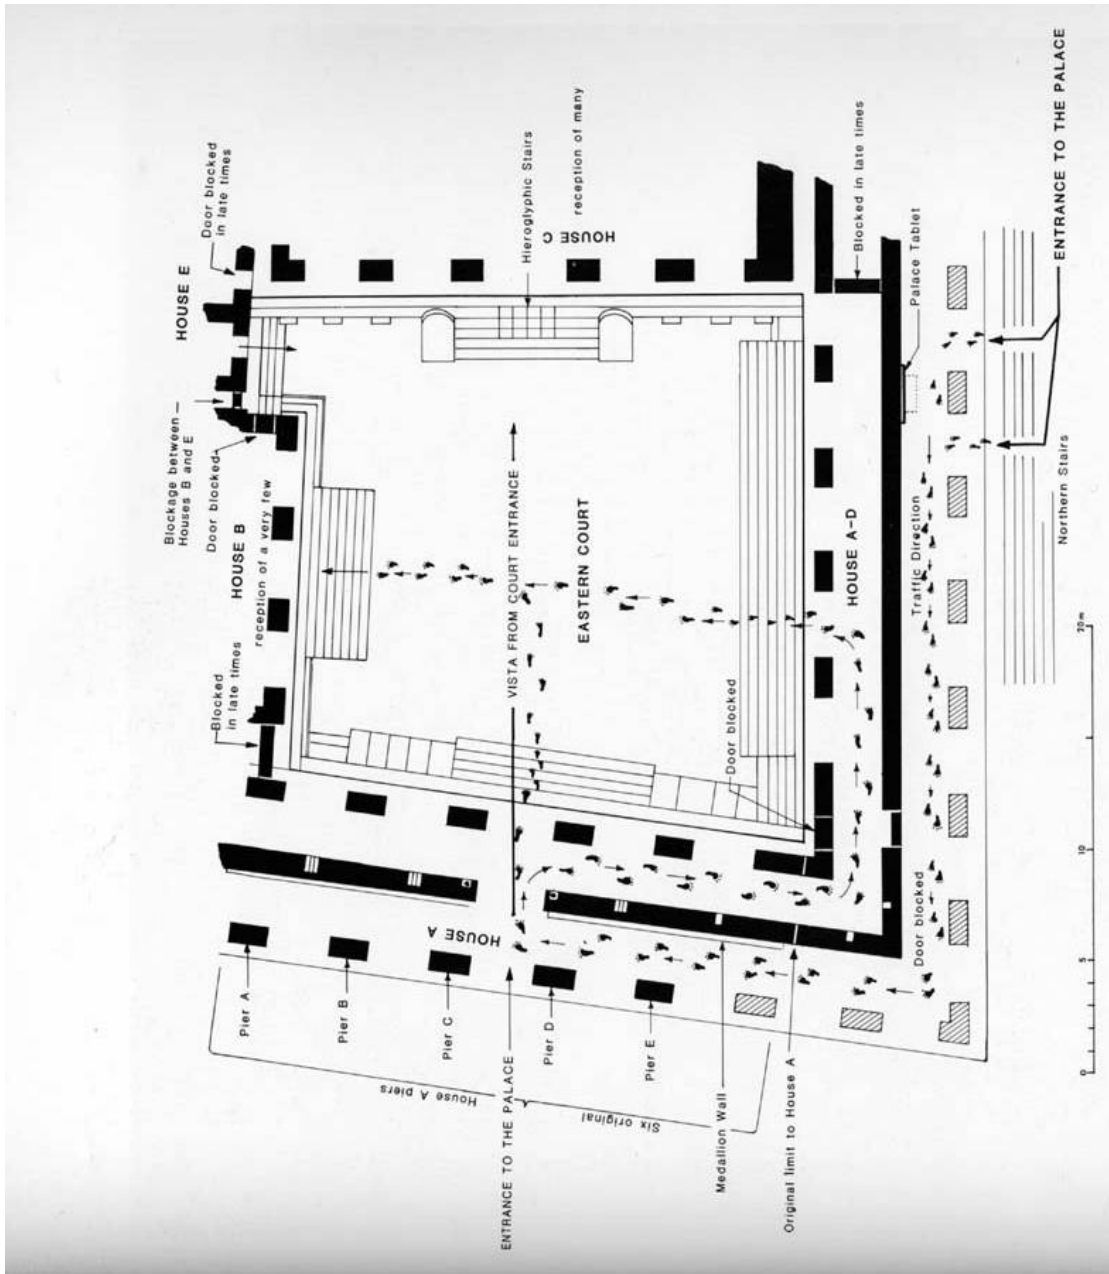 ENTRANCE TO THE PALACE
Door blocked
in late times
HOUSE E
Hieroglyphic Stairs
reception of many
HOUSE C
Blocked in late times
Palace Tablet
Blockage between
Houses B and E
Door blocked
HOUSE B
reception of a very few
Blocked
in late times
VISTA FROM COURT ENTRANCE
EASTERN COURT
HOUSE A-D
Traffic Direction
Northern Stairs
Door blocked
Door blocked
HOUSE A
Pier A
Pier B
Pier C
Pier D
Pier E
Six original
House A piers
ENTRANCE TO THE PALACE
Medallion Wall
Original limit to House A
0
5
10
20m